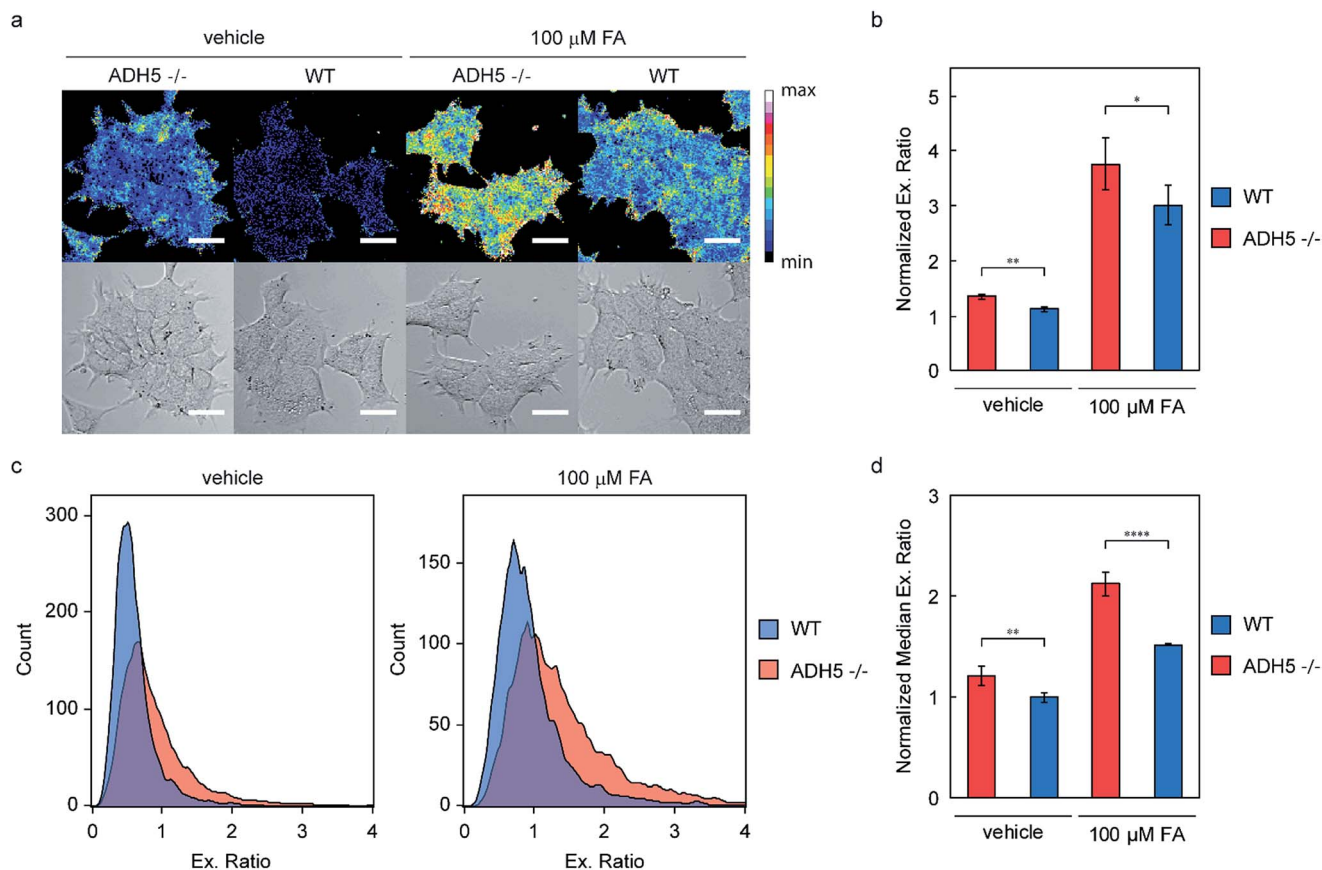 a
vehicle
100 μM FA
ADH5 -/-
WT
ADH5 -/-
WT
max
min
b
Normalized Ex. Ratio
5
4
3
2
1
0
**
*
vehicle
100 μM FA
WT
ADH5 -/-
c
vehicle
Count
300
200
100
0
0 1 2 3 4
Ex. Ratio
100 μM FA
Count
150
100
50
0
0 1 2 3 4
Ex. Ratio
WT
ADH5 -/-
d
Normalized Median Ex. Ratio
3
2
1
0
**
****
vehicle
100 μM FA
WT
ADH5 -/-